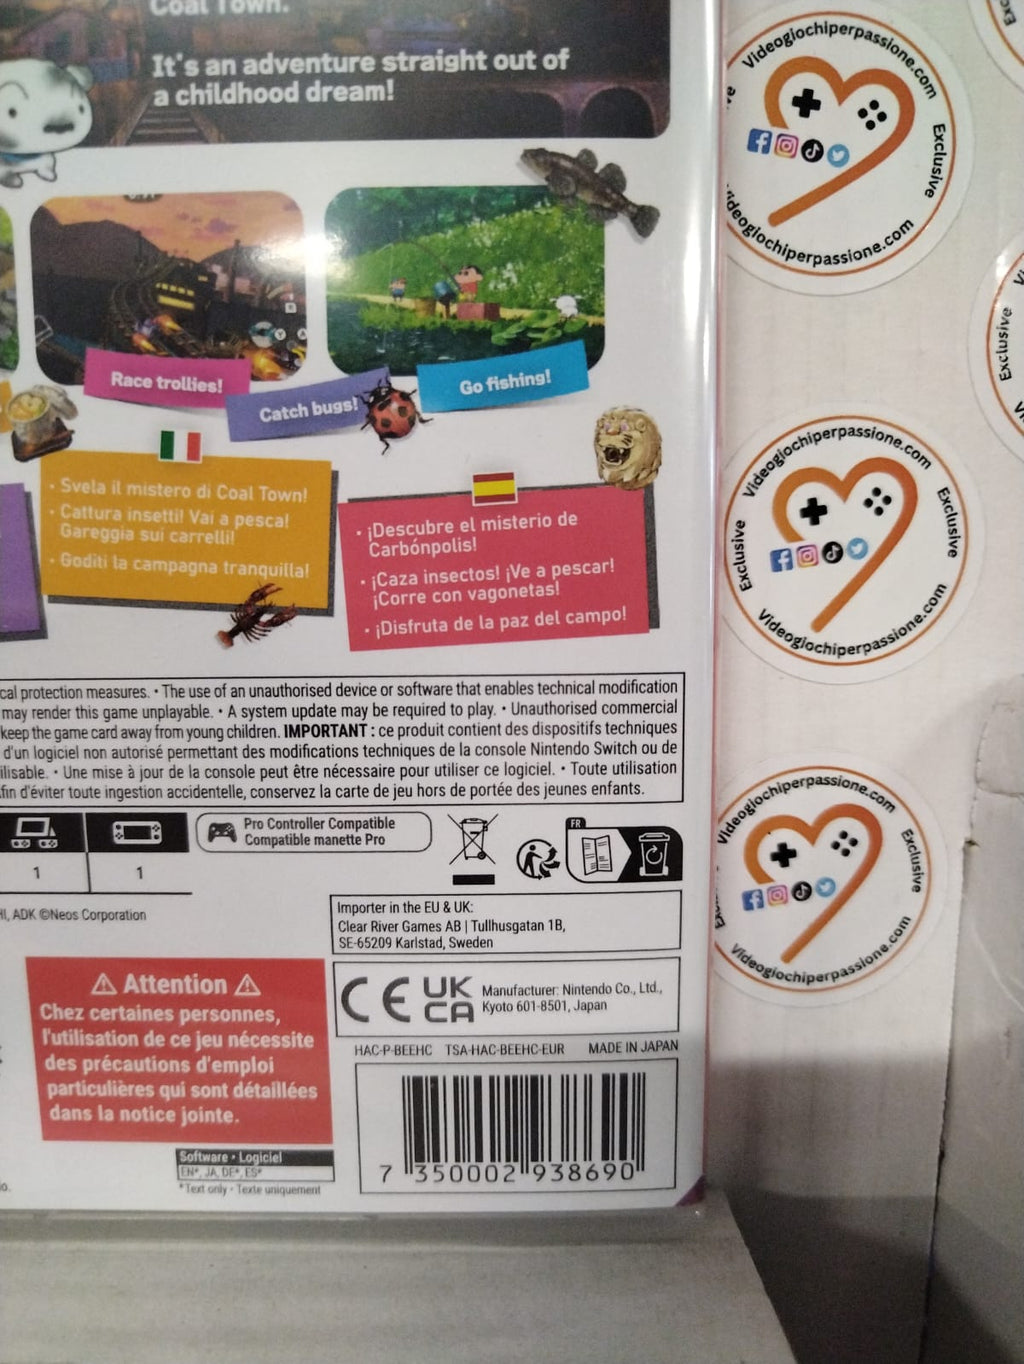 Coal Town.
It's an adventure straight out of
a childhood dream!
Race trollies!
Catch bugs!
Go fishing!
• Svela il mistero di Coal Town!
• Cattura insetti! Vai a pesca!
Gareggia sui carrelli!
• Goditi la campagna tranquilla!
• ¡Descubre el misterio de
Carbónpolis!
• ¡Caza insectos! ¡Ve a pescar!
¡Corre con vagonetas!
• ¡Disfruta de la paz del campo!
protection measures. • The use of an unauthorised device or software that enables technical modification
may render this game unplayable. • A system update may be required to play. • Unauthorised commercial
keep the game card away from young children. IMPORTANT : ce produit contient des dispositifs techniques
d'un logiciel non autorisé permettant des modifications techniques de la console Nintendo Switch ou de
• Une mise à jour de la console peut être nécessaire pour utiliser ce logiciel. • Toute utilisation
d'éviter toute ingestion accidentelle, conservez la carte de jeu hors de portée des jeunes enfants.
1
1
Pro Controller Compatible
Compatible manette Pro
FR
ADK ©Neos Corporation
Importer in the EU & UK:
Clear River Games AB | Tullhusgatan 1B,
SE-65209 Karlstad, Sweden
CE UK CA
Manufacturer: Nintendo Co., Ltd.,
Kyoto 601-8501, Japan
HAC-P-BEEHC TSA-HAC-BEEHC-EUR MADE IN JAPAN
7 350002 938690
Attention
Chez certaines personnes,
l'utilisation de ce jeu nécessite
des précautions d'emploi
particulières qui sont détaillées
dans la notice jointe.
Software • Logiciel
EN*, JA, DE*, ES*
*Text only • Texte uniquement
Videogiochiperpassione.com
Exclusive
Videogiochiperpassione.com
Videogiochiperpassione.com
Exclusive
Videogiochiperpassione.com
Exclusive
Videogiochiperpassione.com
Exclusive
Videogiochiperpassione.com
Exclusive